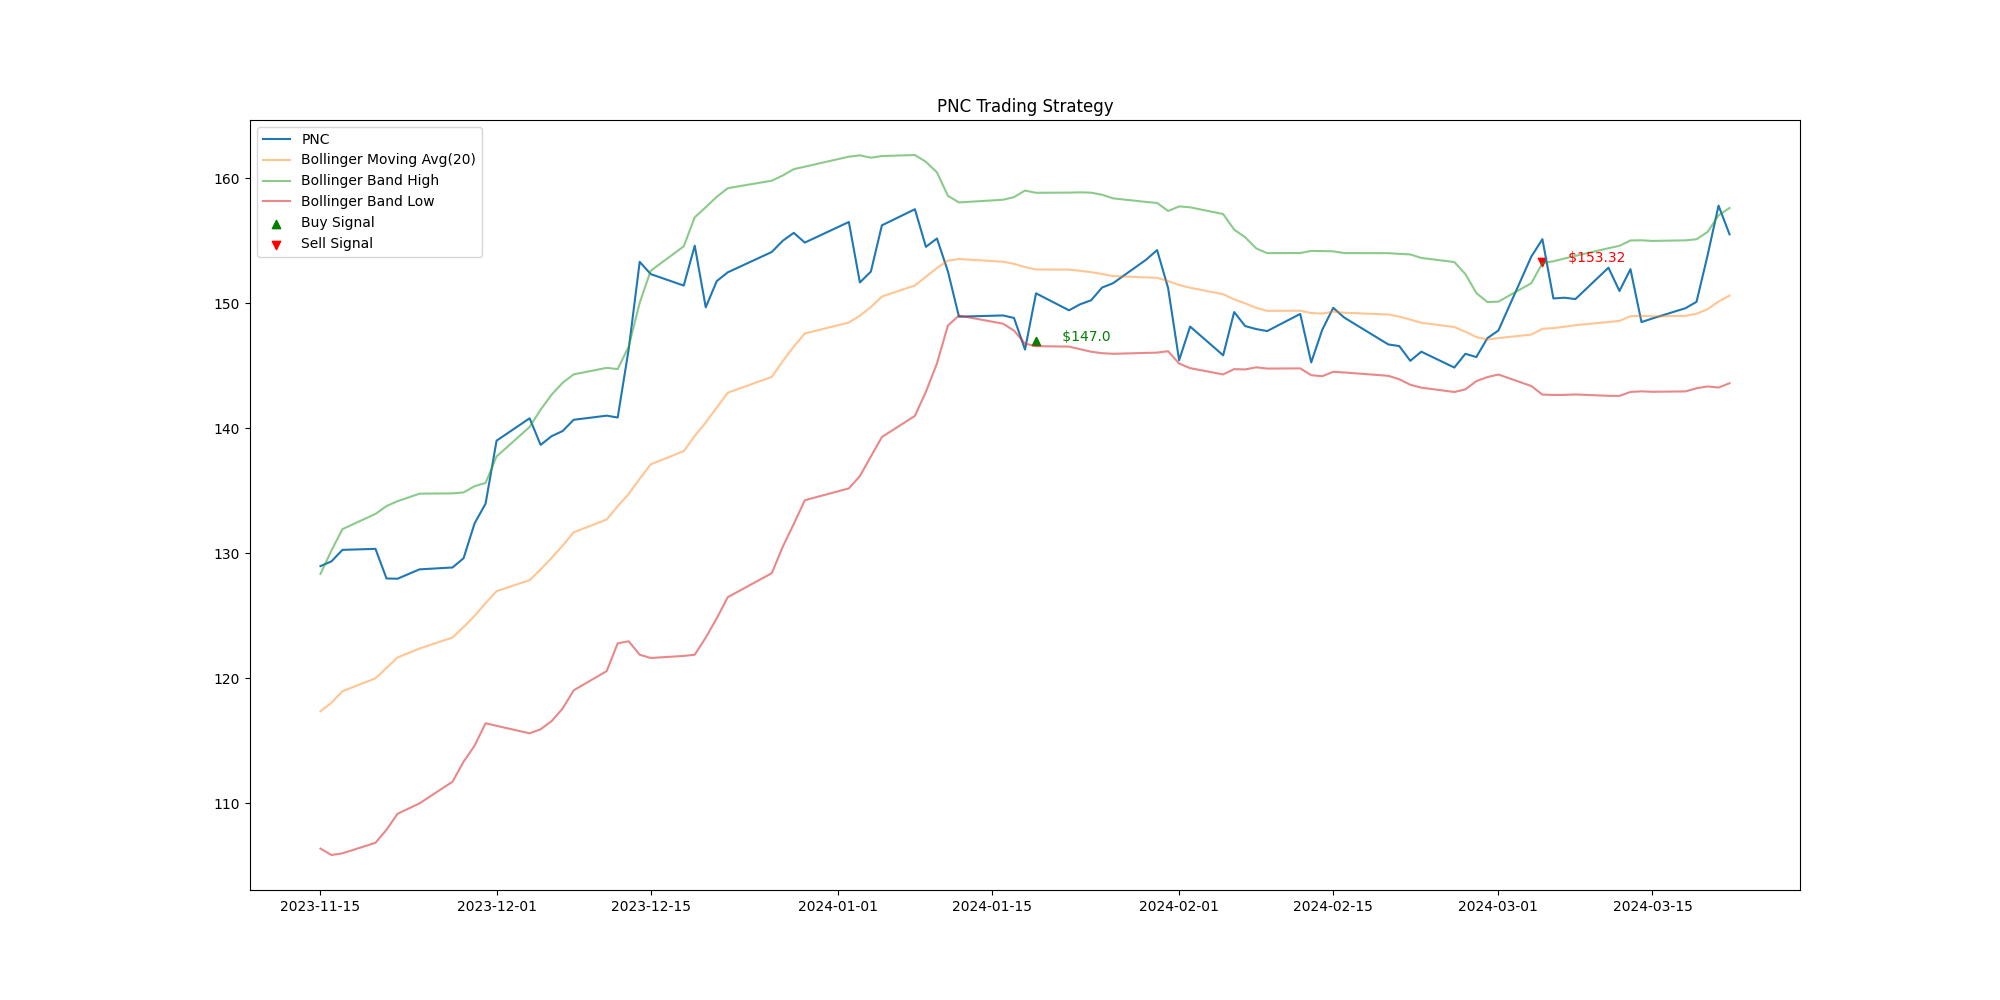 PNC Trading Strategy
PNC
Bollinger Moving Avg(20)
Bollinger Band High
Bollinger Band Low
Buy Signal
Sell Signal
160
150
140
130
120
110
$147.0
$153.32
2023-11-15
2023-12-01
2023-12-15
2024-01-01
2024-01-15
2024-02-01
2024-02-15
2024-03-01
2024-03-15